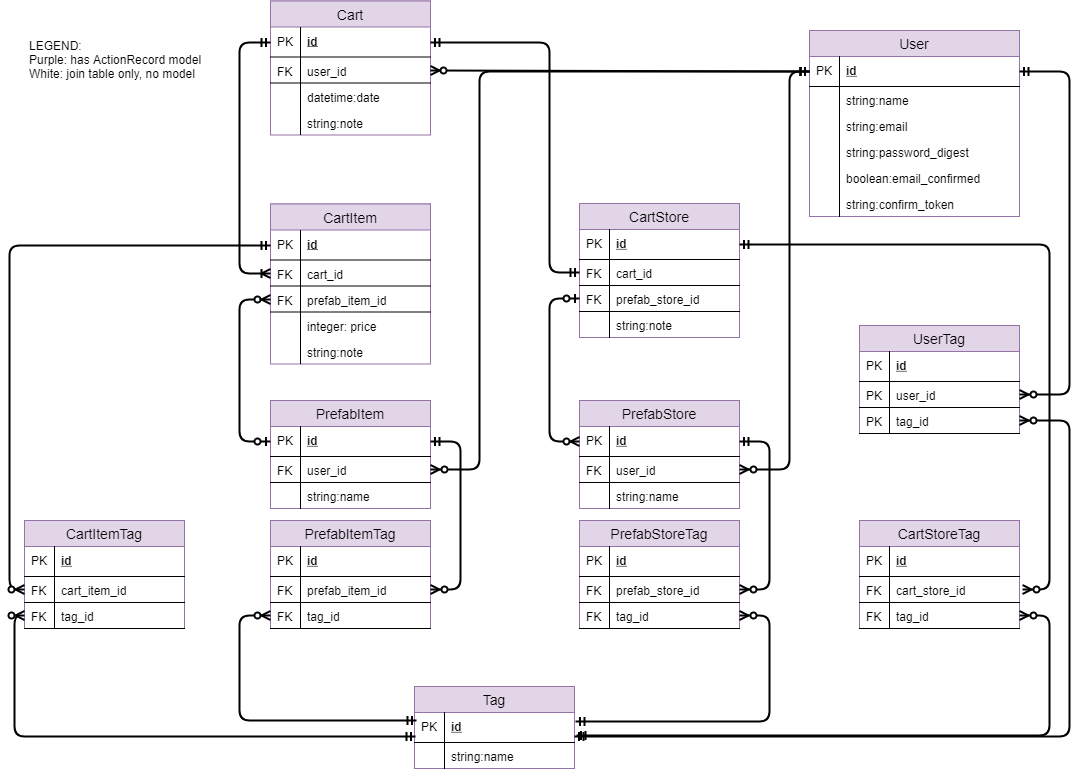 LEGEND:
Purple: has ActionRecord model
White: join table only, no model
Cart
PK id
FK user_id
datetime:date
string:note
User
PK id
string:name
string:email
string:password_digest
boolean:email_confirmed
string:confirm_token
CartItem
PK id
FK cart_id
FK prefab_item_id
integer: price
string:note
CartStore
PK id
FK cart_id
FK prefab_store_id
string:note
UserTag
PK id
PK user_id
PK tag_id
PrefabItem
PK id
FK user_id
string:name
PrefabStore
PK id
FK user_id
string:name
CartItemTag
PK id
FK cart_item_id
FK tag_id
PrefabItemTag
PK id
FK prefab_item_id
FK tag_id
PrefabStoreTag
PK id
FK prefab_store_id
FK tag_id
CartStoreTag
PK id
FK cart_store_id
FK tag_id
Tag
PK id
string:name